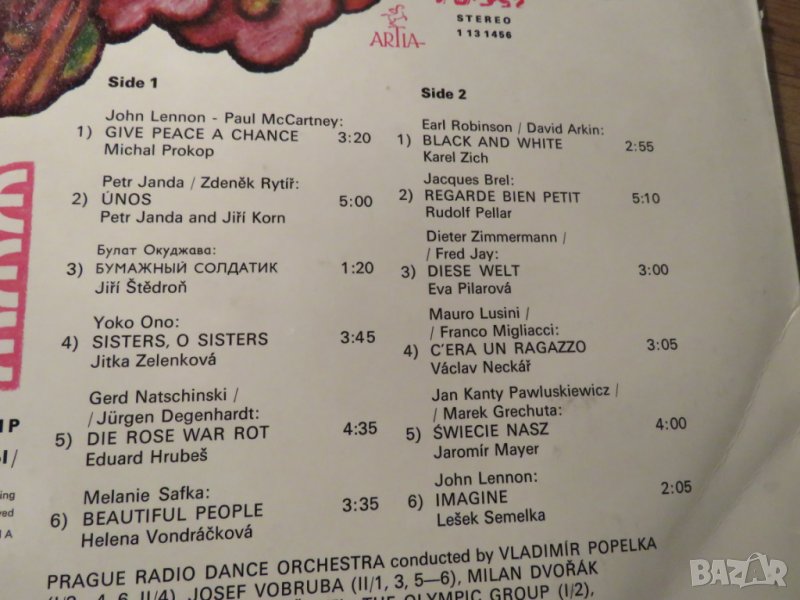 ARTIA
STEREO
1 13 1456
Side 1
John Lennon - Paul McCartney:
1) GIVE PEACE A CHANCE 3:20
Michal Prokop
Petr Janda / Zdeněk Rytíř:
2) ÚNOS 5:00
Petr Janda and Jiří Korn
Булат Окуджава:
3) БУМАЖНЫЙ СОЛДАТИК 1:20
Jiří Štědroň
Yoko Ono:
4) SISTERS, O SISTERS 3:45
Jitka Zelenková
Gerd Natschinski /
/Jürgen Degenhardt:
5) DIE ROSE WAR ROT 4:35
Eduard Hrubeš
Melanie Safka:
6) BEAUTIFUL PEOPLE 3:35
Helena Vondráčková
Side 2
Earl Robinson / David Arkin:
1) BLACK AND WHITE 2:55
Karel Zich
Jacques Brel:
2) REGARDE BIEN PETIT 5:10
Rudolf Pellar
Dieter Zimmermann /
/ Fred Jay:
3) DIESE WELT 3:00
Eva Pilarová
Mauro Lusini /
/ Franco Migliacci:
4) C'ERA UN RAGAZZO 3:05
Václav Neckář
Jan Kanty Pawluskiewicz /
/ Marek Grechuta:
5) ŚWIECIE NASZ 4:00
Jaromír Mayer
John Lennon:
6) IMAGINE 2:05
Lešek Semelka
PRAGUE RADIO DANCE ORCHESTRA conducted by VLADIMÍR POPELKA
4, 6, II/4), JOSEF VOBRUBA (II/1, 3, 5—6), MILAN DVOŘÁK
THE OLYMPIC GROUP (I/2),
BAZAR